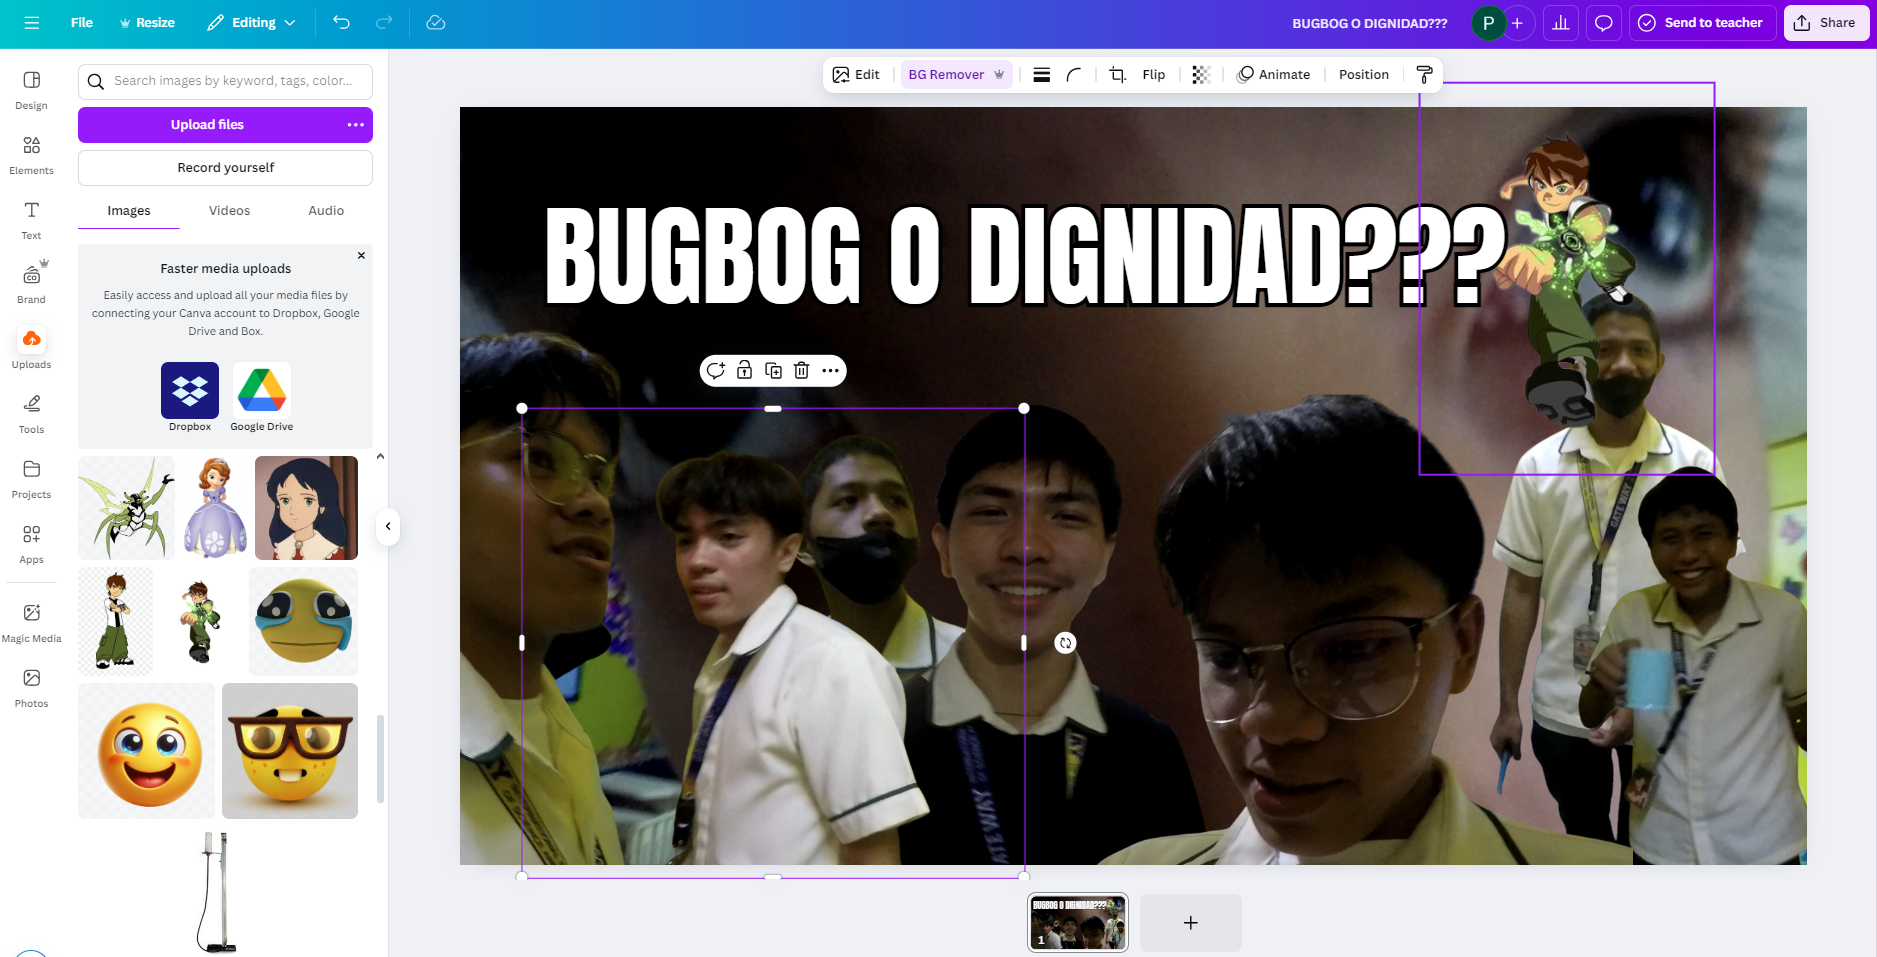 File
Resize
Editing
BUGBOG O DIGNIDAD???
P
Send to teacher
Share
Design
Elements
Text
Brand
Uploads
Tools
Projects
Apps
Magic Media
Photos
Search images by keyword, tags, color...
Upload files
Record yourself
Images
Videos
Audio
Faster media uploads
Easily access and upload all your media files by
connecting your Canva account to Dropbox, Google
Drive and Box.
Dropbox
Google Drive
Edit
BG Remover
Flip
Animate
Position
BUGBOG O DIGNIDAD???
GATEWAY
BUGBOG O DIGNIDAD???
1